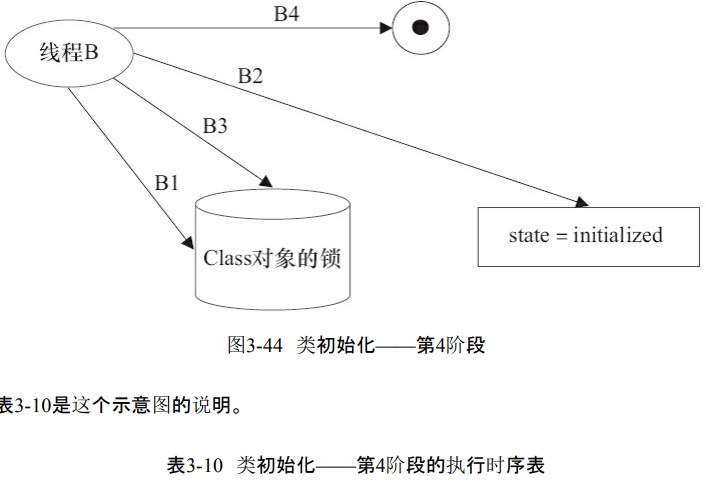 B4
线程B
B2
B3
B1
state = initialized
Class对象的锁
图3-44 类初始化——第4阶段
表3-10是这个示意图的说明。
表3-10 类初始化——第4阶段的执行时序表